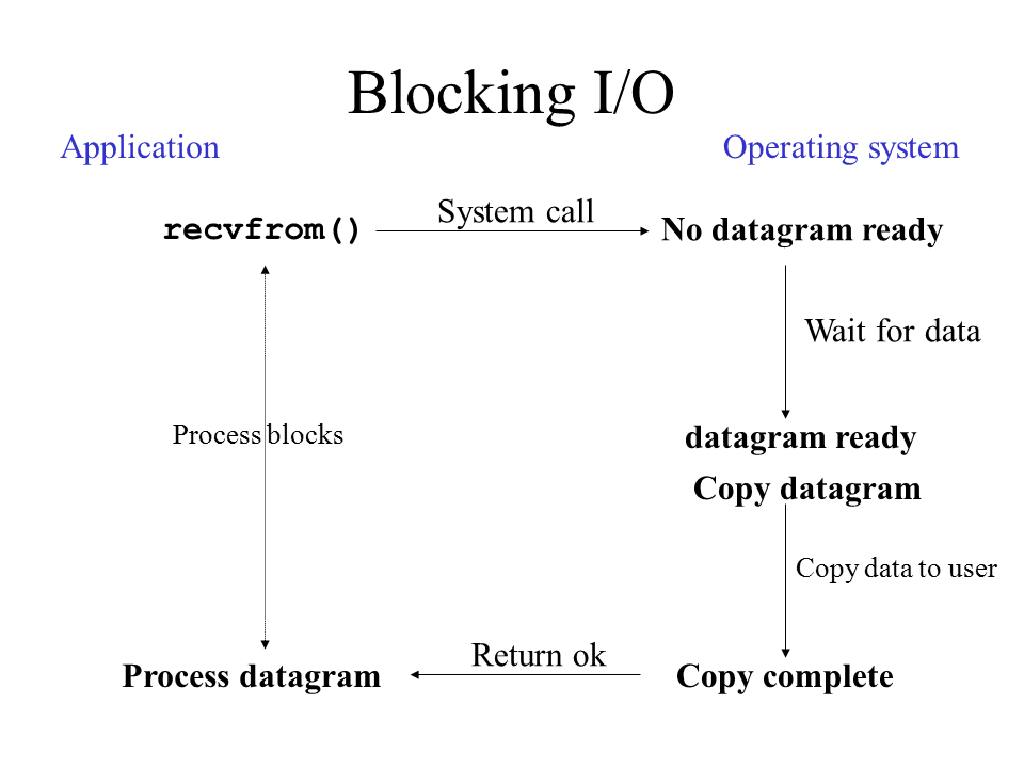 Blocking I/O
Application
Operating system
recvfrom()
System call
No datagram ready
Wait for data
Process blocks
datagram ready
Copy datagram
Copy data to user
Process datagram
Return ok
Copy complete